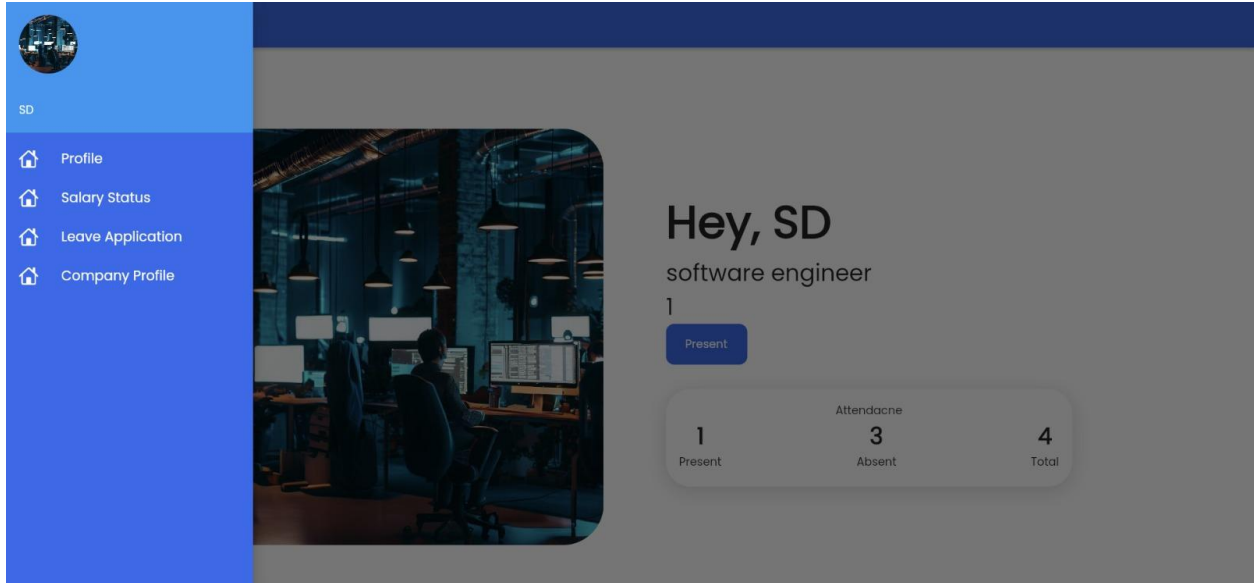 SD
Profile
Salary Status
Leave Application
Company Profile
Hey, SD
software engineer
1
Present
Attendacne
1 3 4
Present Absent Total